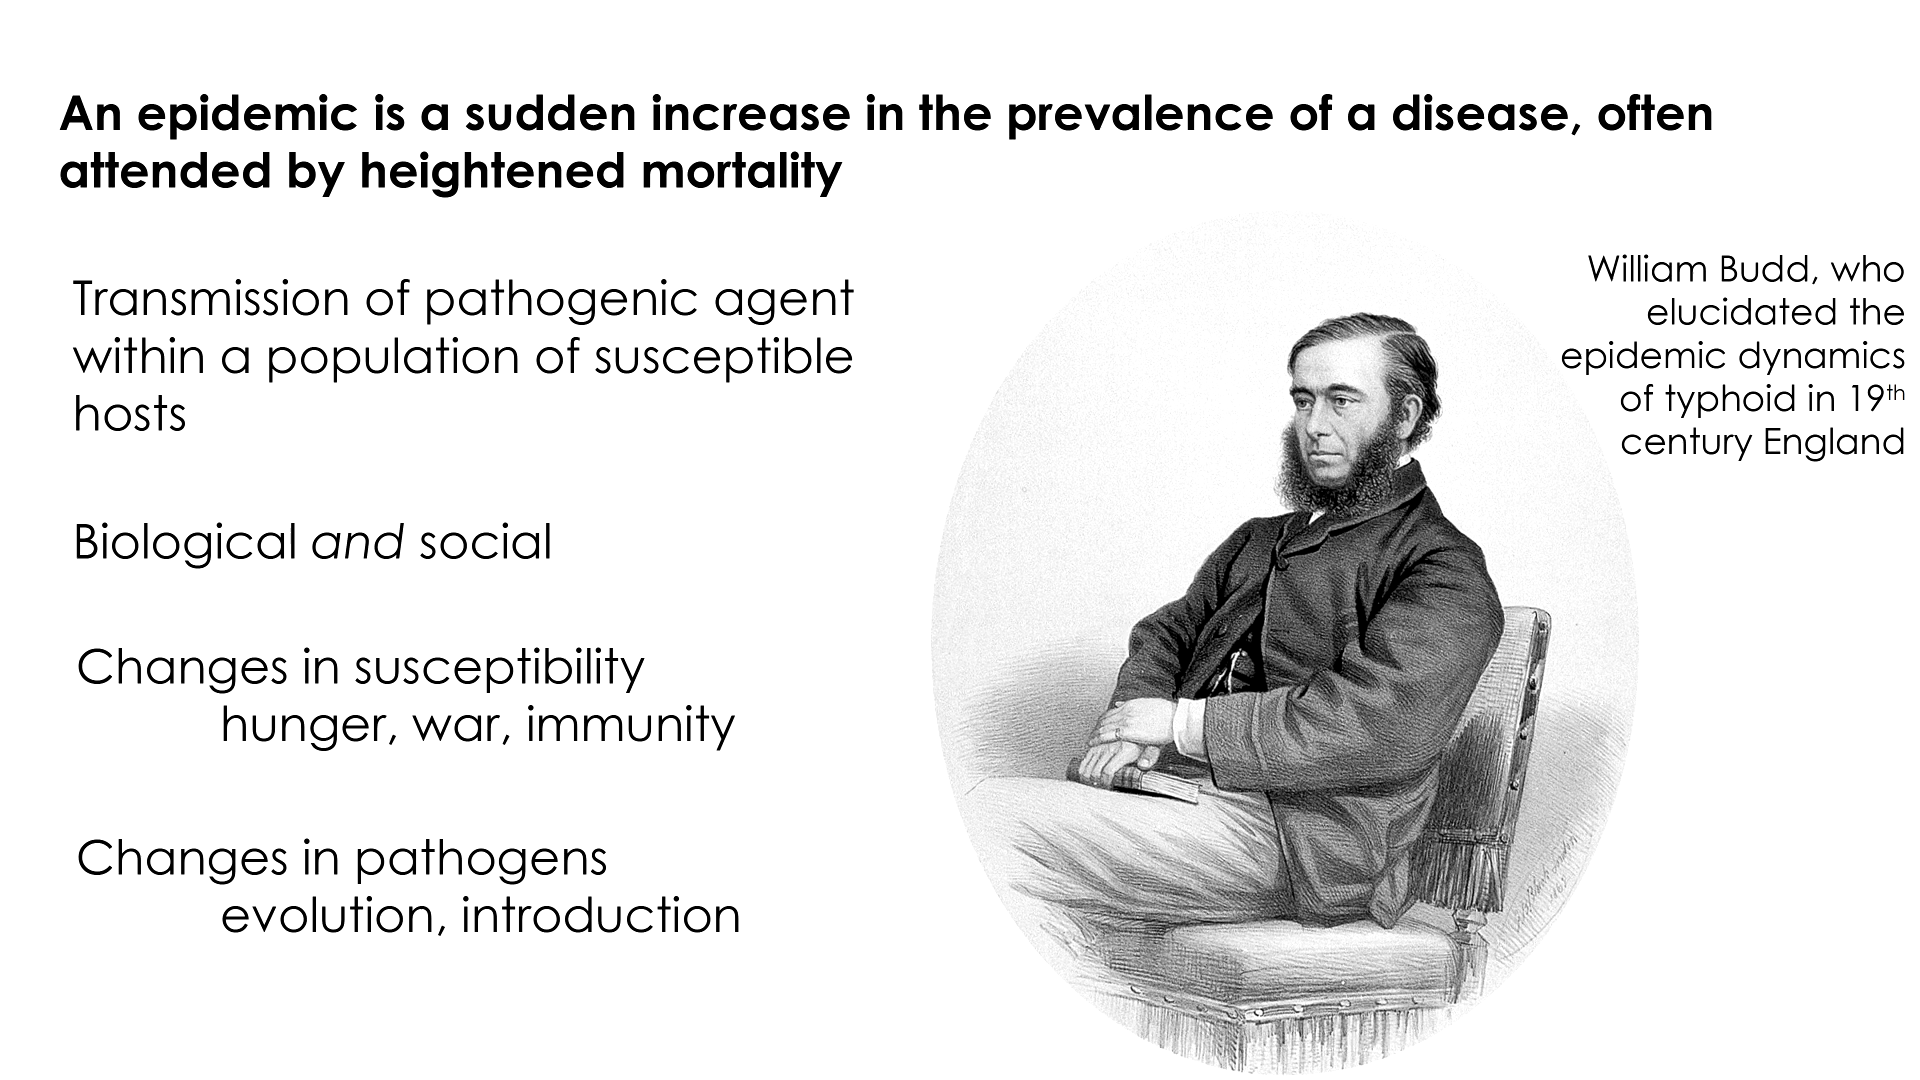 An epidemic is a sudden increase in the prevalence of a disease, often
attended by heightened mortality
Transmission of pathogenic agent
within a population of susceptible
hosts
Biological and social
Changes in susceptibility
hunger, war, immunity
Changes in pathogens
evolution, introduction
William Budd, who
elucidated the
epidemic dynamics
of typhoid in 19th
century England